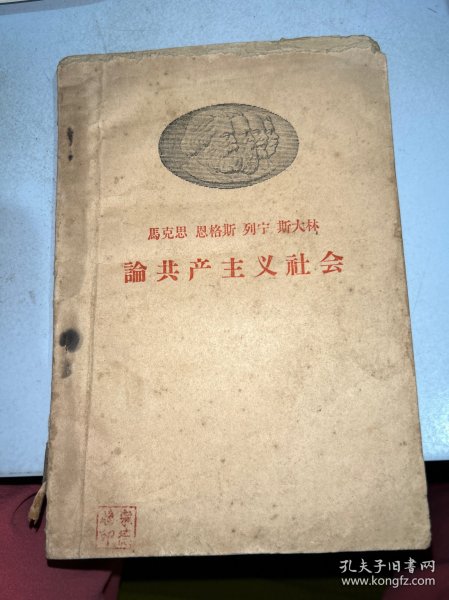 馬克思 恩格斯 列宁 斯大林
論共产主义社会
孔夫子旧书网
www.kongfz.com